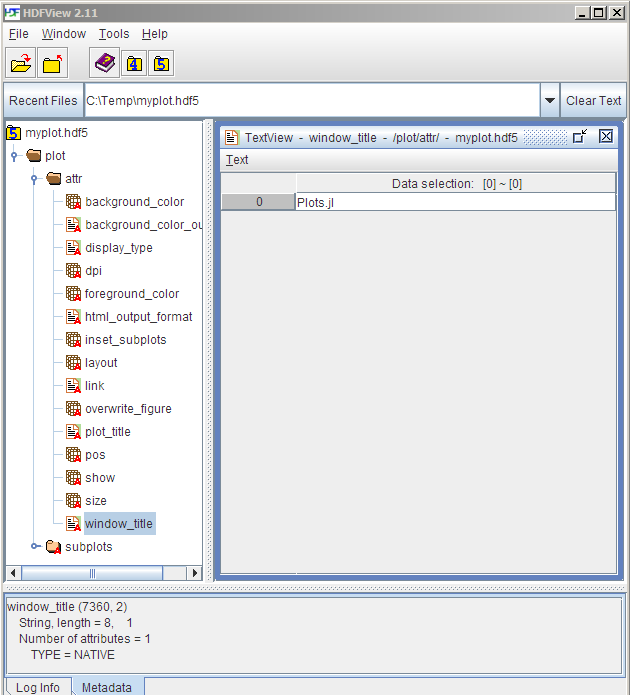 HDFView 2.11
File Window Tools Help
Recent Files C:\Temp\myplot.hdf5 Clear Text
myplot.hdf5
plot
attr
background_color
background_color_ou
display_type
dpi
foreground_color
html_output_format
inset_subplots
layout
link
overwrite_figure
plot_title
pos
show
size
window_title
subplots
TextView - window_title - /plot/attr/ - myplot.hdf5
Text
Data selection: [0] ~ [0]
0 Plots.jl
window_title (7360, 2)
String, length = 8, 1
Number of attributes = 1
TYPE = NATIVE
Log Info Metadata